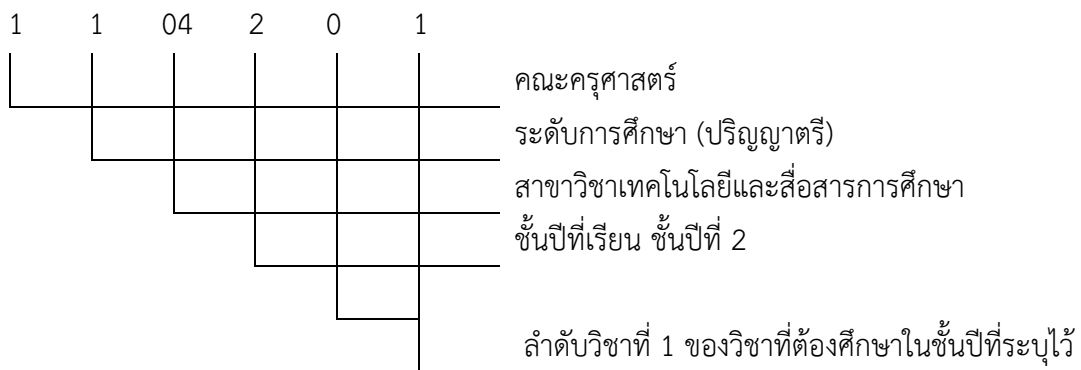 1 1 04 2 0 1
คณะครุศาสตร์
ระดับการศึกษา (ปริญญาตรี)
สาขาวิชาเทคโนโลยีและสื่อสารการศึกษา
ชั้นปีที่เรียน ชั้นปีที่ 2
ลำดับวิชาที่ 1 ของวิชาที่ต้องศึกษาในชั้นปีที่ระบุไว้